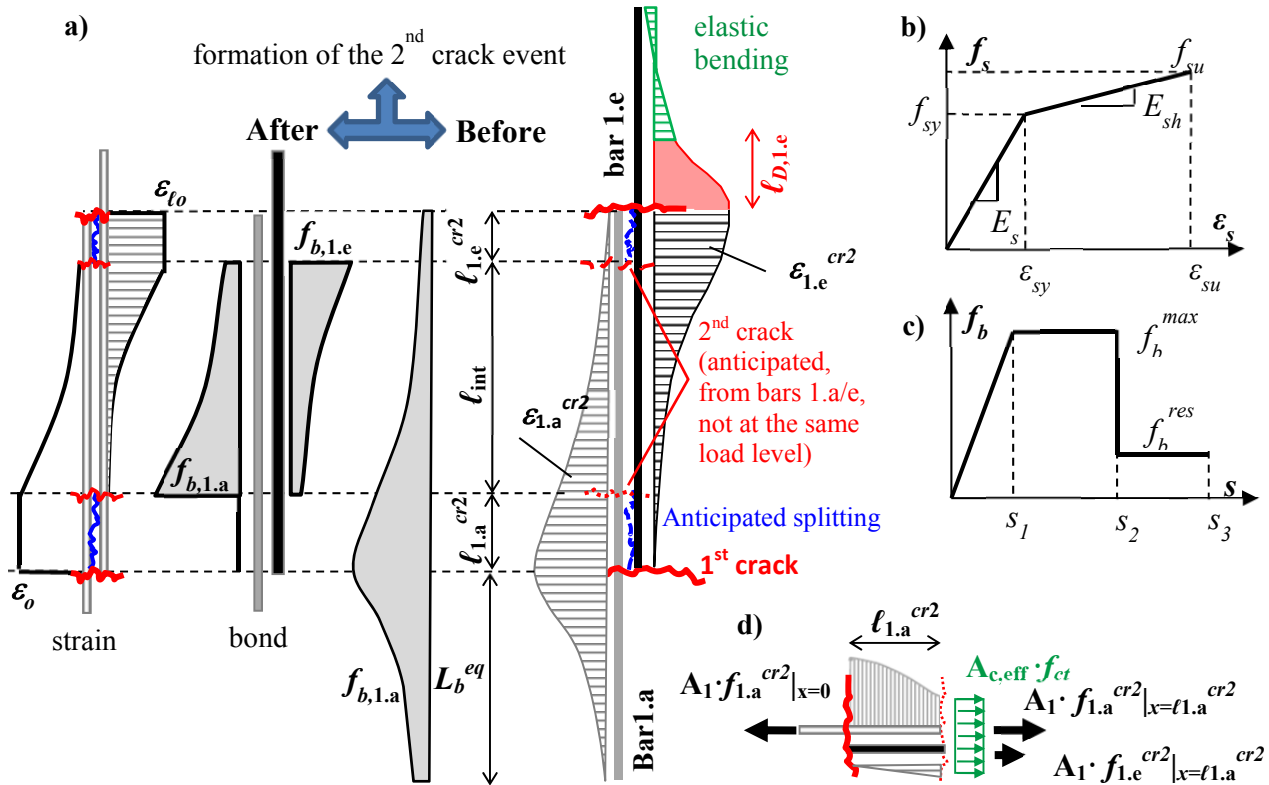 a)
formation of the 2nd crack event
After
Before
bar 1.e
elastic
bending
ℓD,1.e
εℓo
fb,1.e
ℓ1.e cr2
ε1.e cr2
2nd crack
(anticipated,
from bars 1.a/e,
not at the same
load level)
ℓint
ε1.a cr2
fb,1.a
ℓ1.a cr2
Anticipated splitting
1st crack
εo
strain
bond
fb,1.a
Lb eq
Bar1.a
b)
fs
fsu
fsy
Esh
Es
εs
εsy
εsu
c)
fb
fb max
fb res
s
s1
s2
s3
d)
ℓ1.a cr2
Ac,eff · fct
A1· f1.a cr2|x=0
A1· f1.a cr2|x=ℓ1.a cr2
A1· f1.e cr2|x=ℓ1.a cr2